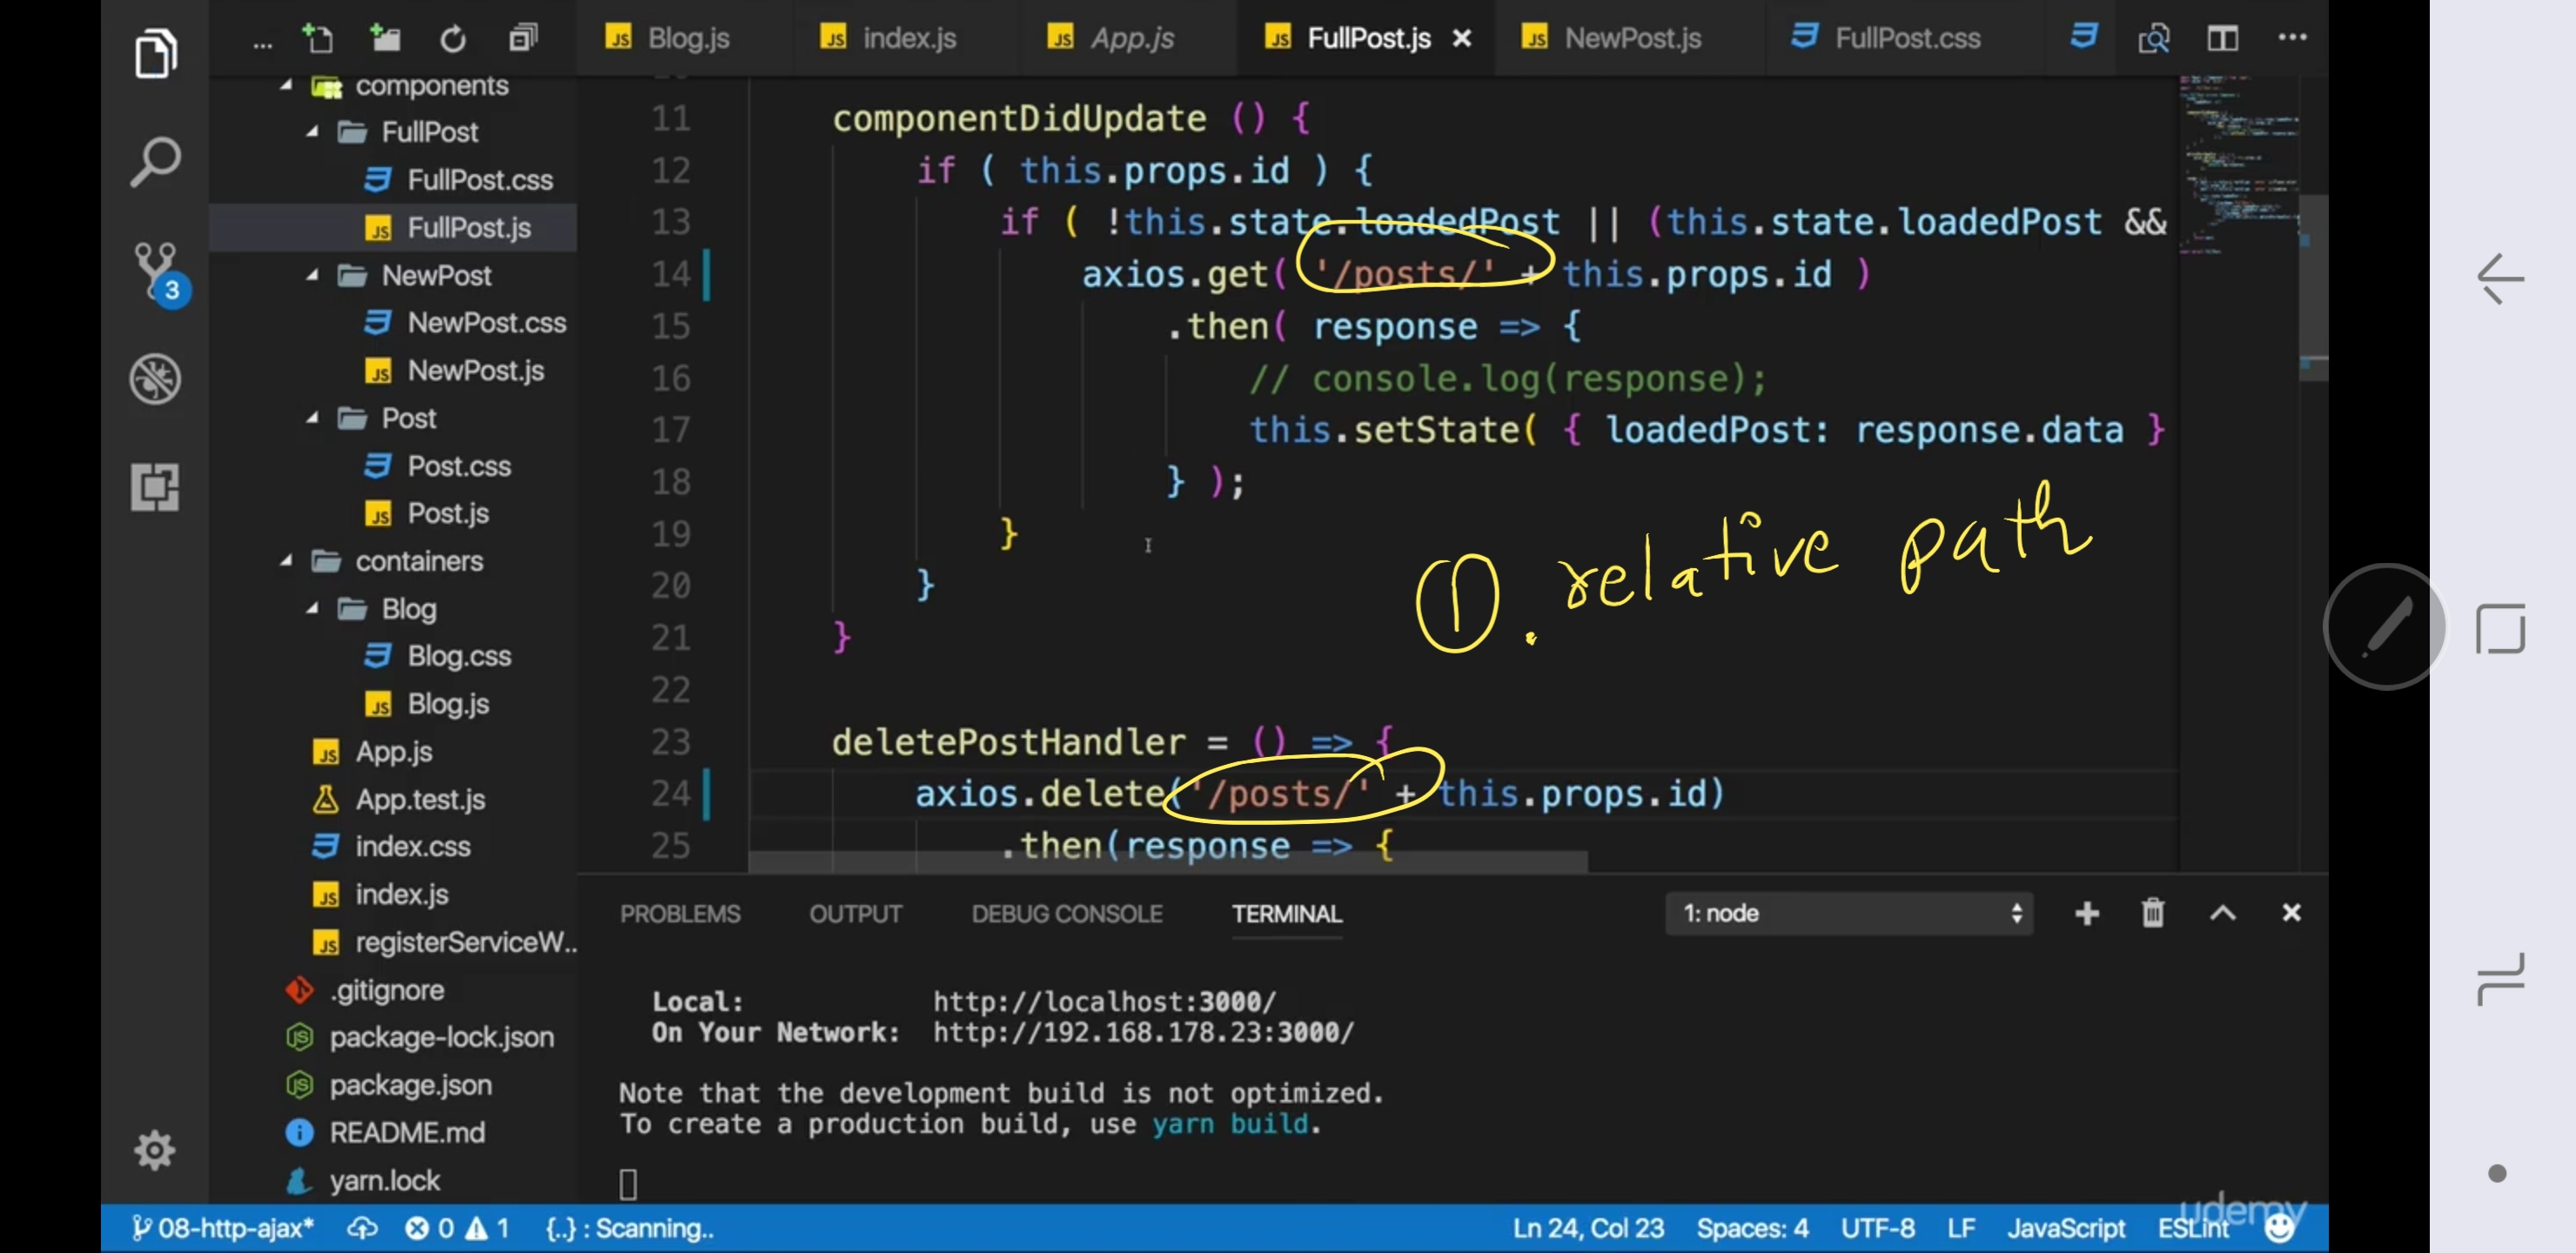 ... Blog.js index.js App.js FullPost.js NewPost.js FullPost.css ...
components
FullPost
FullPost.css
FullPost.js
NewPost
NewPost.css
NewPost.js
Post
Post.css
Post.js
containers
Blog
Blog.css
Blog.js
App.js
App.test.js
index.css
index.js
registerServiceW..
.gitignore
package-lock.json
package.json
README.md
yarn.lock
3
11 componentDidUpdate () {
12 if ( this.props.id ) {
13 if ( !this.state.loadedPost || (this.state.loadedPost &&
14 axios.get( '/posts/' + this.props.id )
15 .then( response => {
16 // console.log(response);
17 this.setState( { loadedPost: response.data }
18 } );
19 }
20 }
21 }
22
23 deletePostHandler = () => {
24 axios.delete('/posts/' + this.props.id)
25 .then(response => {
①. relative path
PROBLEMS OUTPUT DEBUG CONSOLE TERMINAL 1: node
Local: http://localhost:3000/
On Your Network: http://192.168.178.23:3000/
Note that the development build is not optimized.
To create a production build, use yarn build.
08-http-ajax* 0 1 {..} : Scanning.. Ln 24, Col 23 Spaces: 4 UTF-8 LF JavaScript ESLint
udemy